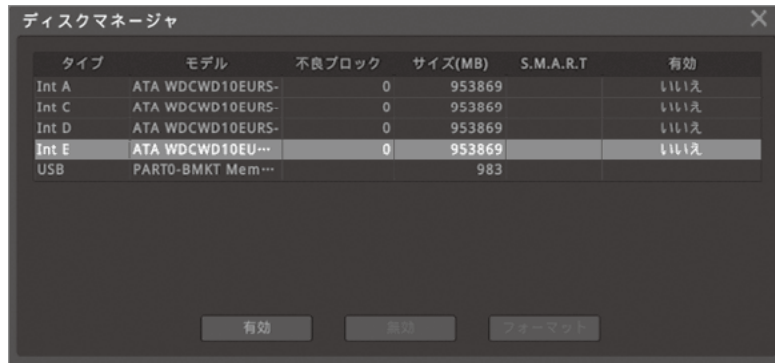 ディスクマネージャ
タイプ モデル 不良ブロック サイズ(MB) S.M.A.R.T 有効
Int A ATA WDCWD10EURS- 0 953869 いいえ
Int C ATA WDCWD10EURS- 0 953869 いいえ
Int D ATA WDCWD10EURS- 0 953869 いいえ
Int E ATA WDCWD10EU… 0 953869 いいえ
USB PART0-BMKT Mem… 983
有効 無効 フォーマット